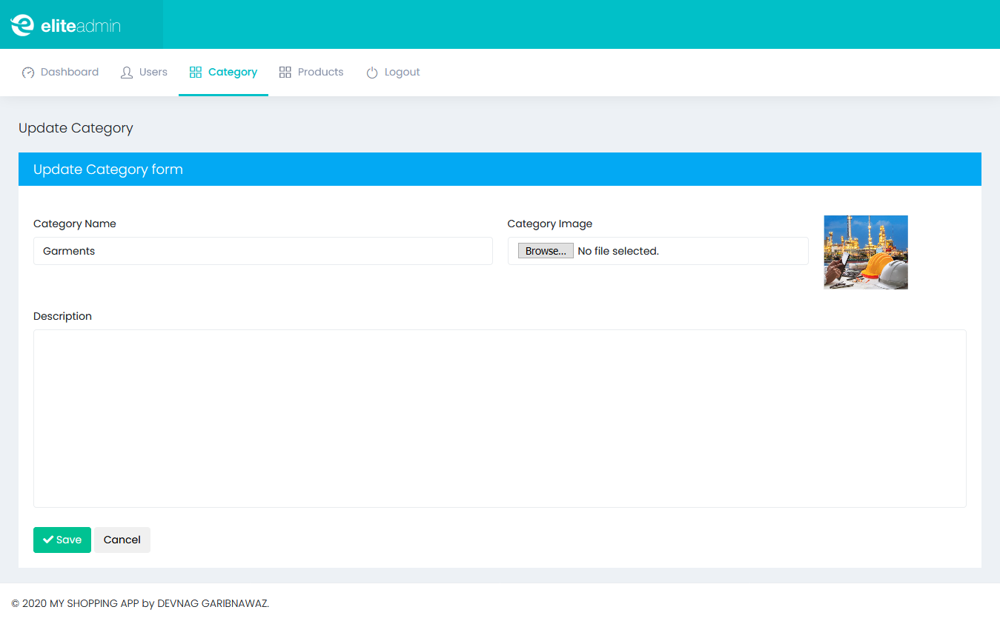 eliteadmin
Dashboard Users Category Products Logout
Update Category
Update Category form
Category Name Category Image
Garments Browse... No file selected.
Description
Save Cancel
© 2020 MY SHOPPING APP by DEVNAG GARIBNAWAZ.